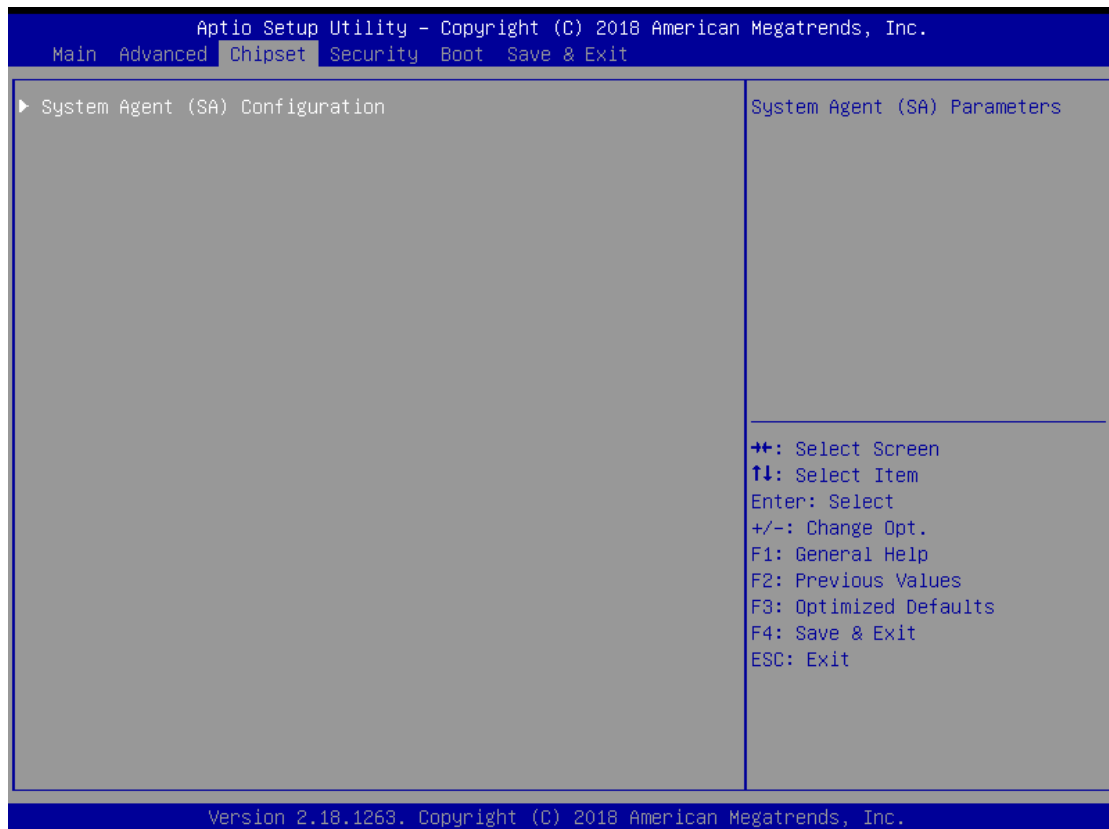 Aptio Setup Utility – Copyright (C) 2018 American Megatrends, Inc.
Main Advanced Chipset Security Boot Save & Exit
▶ System Agent (SA) Configuration
System Agent (SA) Parameters
→←: Select Screen
↑↓: Select Item
Enter: Select
+/-: Change Opt.
F1: General Help
F2: Previous Values
F3: Optimized Defaults
F4: Save & Exit
ESC: Exit
Version 2.18.1263. Copyright (C) 2018 American Megatrends, Inc.